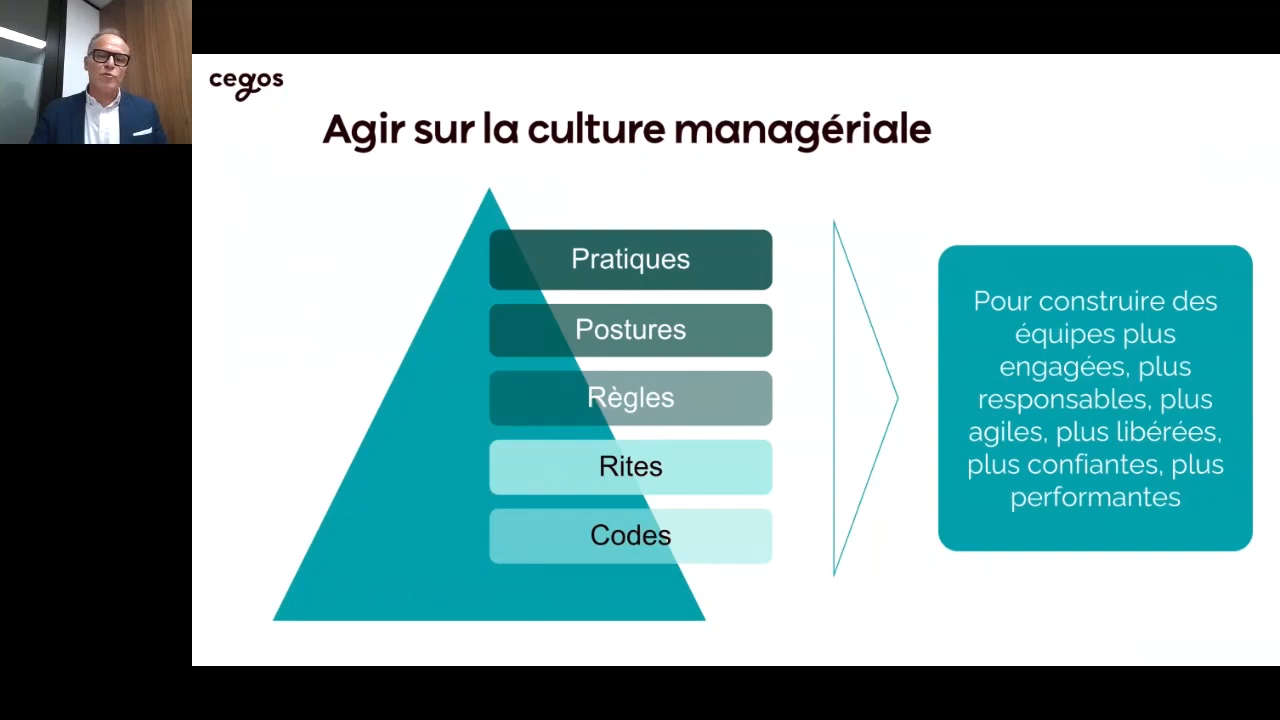 cegos
Agir sur la culture managériale
Pratiques
Postures
Règles
Rites
Codes
Pour construire des
équipes plus
engagées, plus
responsables, plus
agiles, plus libérées,
plus confiantes, plus
performantes